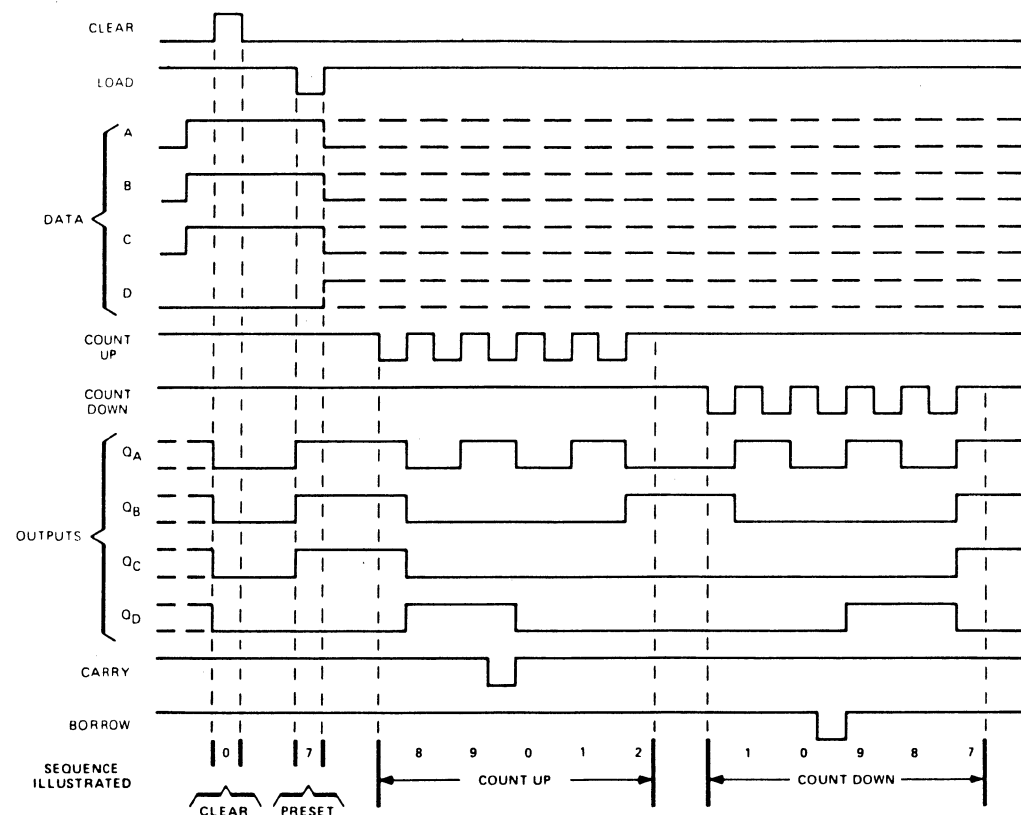 CLEAR
LOAD
A
B
DATA
C
D
COUNT
UP
COUNT
DOWN
QA
QB
OUTPUTS
QC
QD
CARRY
BORROW
SEQUENCE
ILLUSTRATED
0 7 8 9 0 1 2 1 0 9 8 7
COUNT UP COUNT DOWN
CLEAR PRESET